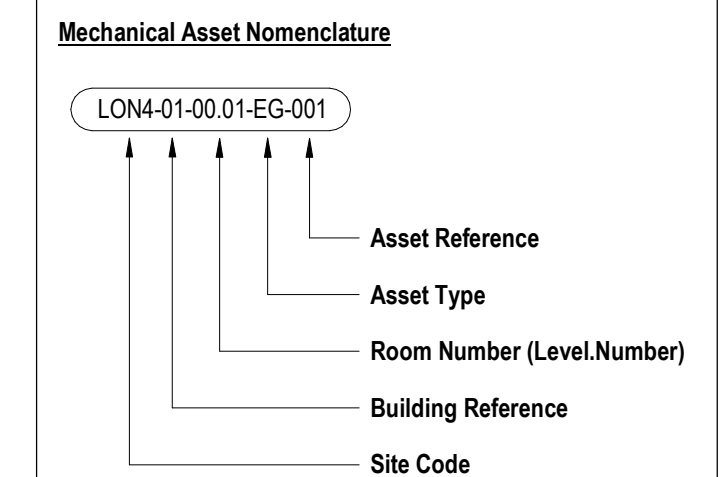 Mechanical Asset Nomenclature
LON4-01-00.01-EG-001
Asset Reference
Asset Type
Room Number (Level.Number)
Building Reference
Site Code